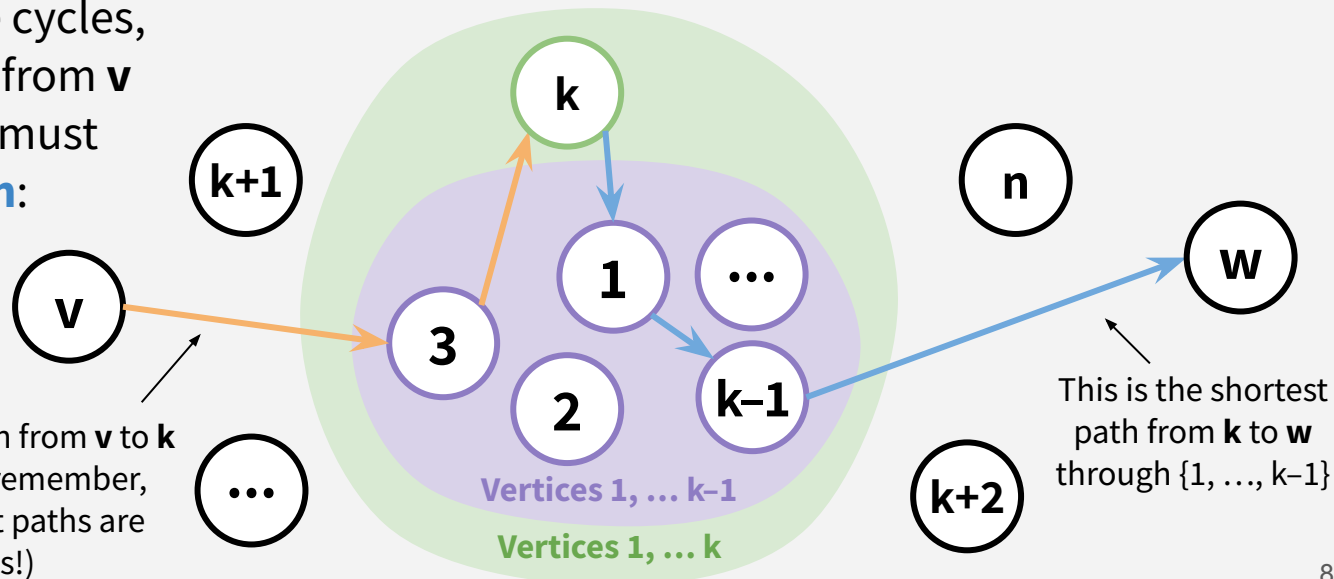 cycles,
from v
must
:
k
k+1
n
w
v
1
...
3
2
k–1
This is the shortest
path from k to w
through {1, ..., k–1}
from v to k
remember,
paths are
...
k+2
Vertices 1, ... k–1
Vertices 1, ... k
s!)
8